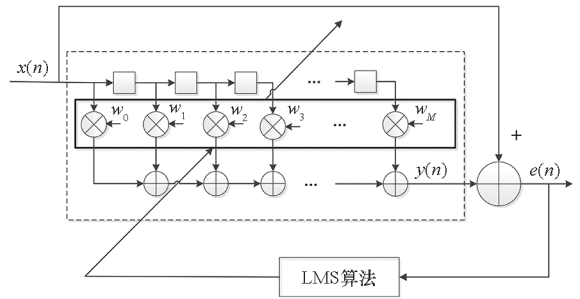 x(n)
w0 w1 w2 w3 ... wM
+
... y(n) e(n)
LMS算法